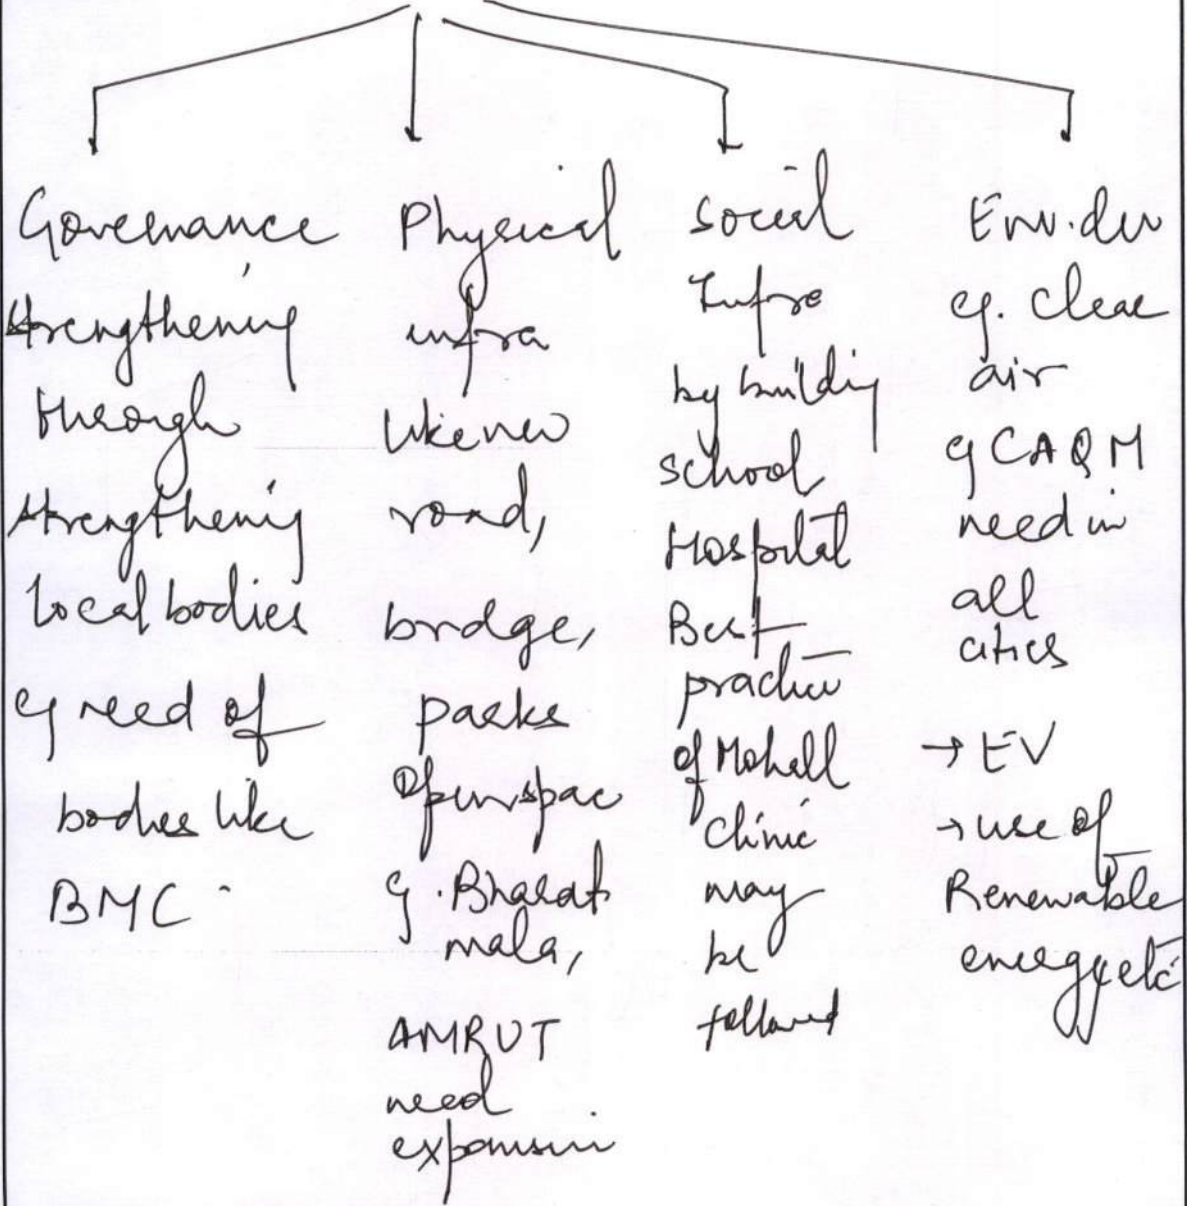 Governance
strengthening
through
strengthening
local bodies
eg need of
bodies like
BMC
Physical
infra
like new
road,
bridge,
parks
Openspac
eg. Bharat
mala,
AMRUT
need
expansion
Social
Infra
by building
school,
Hospital
Best
practice
of Mohall
Clinic
may
be
followed
Env. dev
eg. Clear
air
eg CAQM
need in
all
cities
→ EV
→ use of
Renewable
energy etc